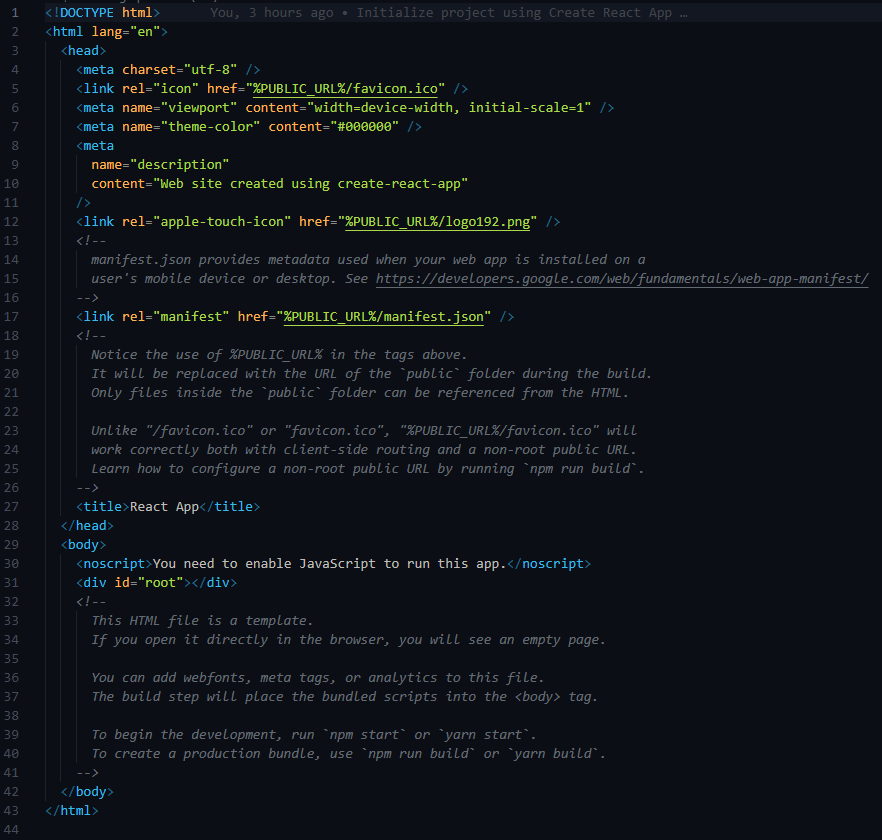 1 <!DOCTYPE html> You, 3 hours ago • Initialize project using Create React App …
2 <html lang="en">
3 <head>
4 <meta charset="utf-8" />
5 <link rel="icon" href="%PUBLIC_URL%/favicon.ico" />
6 <meta name="viewport" content="width=device-width, initial-scale=1" />
7 <meta name="theme-color" content="#000000" />
8 <meta
9 name="description"
10 content="Web site created using create-react-app"
11 />
12 <link rel="apple-touch-icon" href="%PUBLIC_URL%/logo192.png" />
13 <!--
14 manifest.json provides metadata used when your web app is installed on a
15 user's mobile device or desktop. See https://developers.google.com/web/fundamentals/web-app-manifest/
16 -->
17 <link rel="manifest" href="%PUBLIC_URL%/manifest.json" />
18 <!--
19 Notice the use of %PUBLIC_URL% in the tags above.
20 It will be replaced with the URL of the `public` folder during the build.
21 Only files inside the `public` folder can be referenced from the HTML.
22
23 Unlike "/favicon.ico" or "favicon.ico", "%PUBLIC_URL%/favicon.ico" will
24 work correctly both with client-side routing and a non-root public URL.
25 Learn how to configure a non-root public URL by running `npm run build`.
26 -->
27 <title>React App</title>
28 </head>
29 <body>
30 <noscript>You need to enable JavaScript to run this app.</noscript>
31 <div id="root"></div>
32 <!--
33 This HTML file is a template.
34 If you open it directly in the browser, you will see an empty page.
35
36 You can add webfonts, meta tags, or analytics to this file.
37 The build step will place the bundled scripts into the <body> tag.
38
39 To begin the development, run `npm start` or `yarn start`.
40 To create a production bundle, use `npm run build` or `yarn build`.
41 -->
42 </body>
43 </html>
44